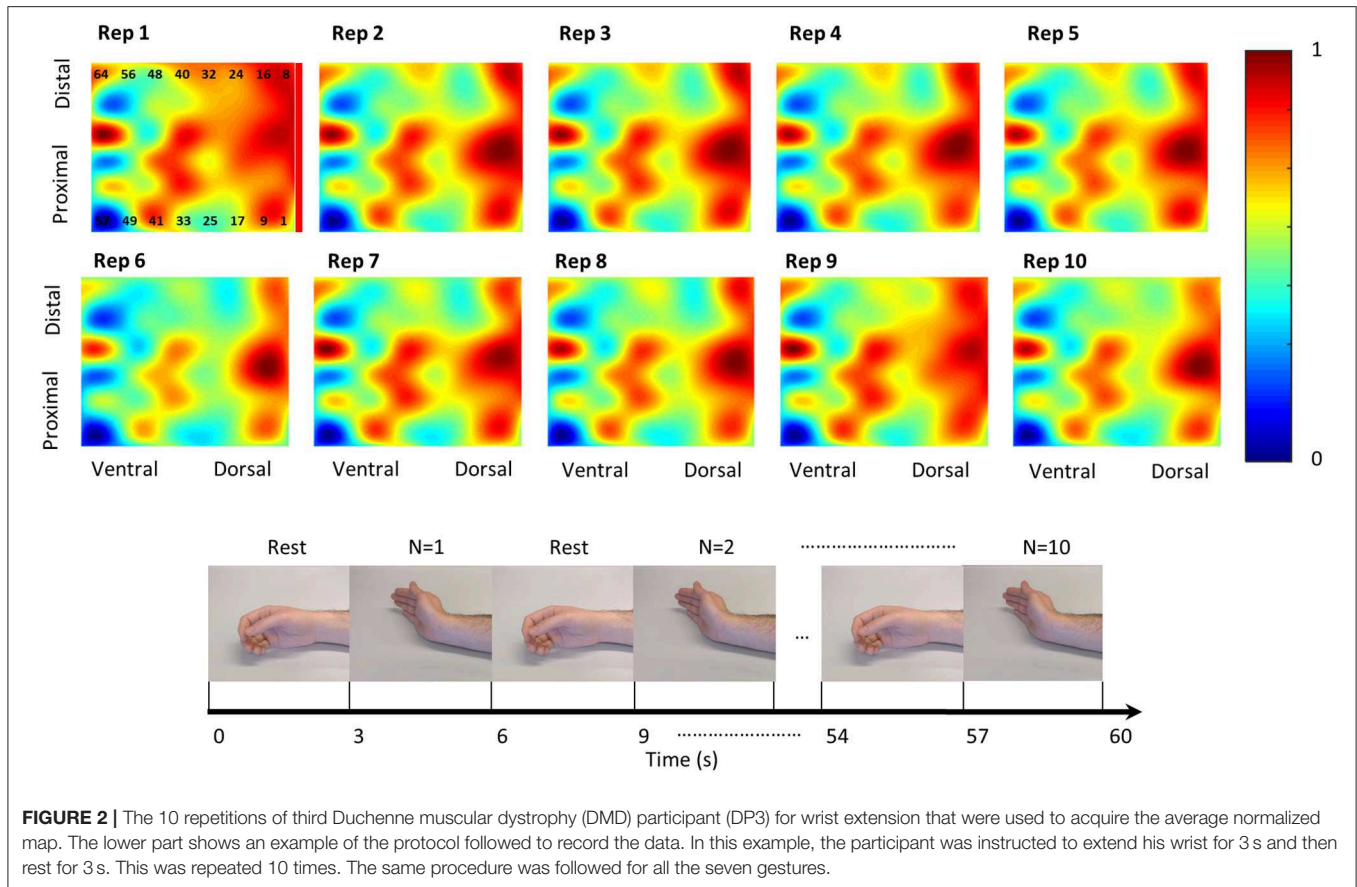 Rep 1 Rep 2 Rep 3 Rep 4 Rep 5
1
Distal
Proximal
64 56 48 40 32 24 16 8
57 49 41 33 25 17 9 1
Rep 6 Rep 7 Rep 8 Rep 9 Rep 10
Distal
Proximal
0
Ventral Dorsal Ventral Dorsal Ventral Dorsal Ventral Dorsal Ventral Dorsal
Rest N=1 Rest N=2 .............................. N=10
...
0 3 6 9 ....................... 54 57 60
Time (s)
FIGURE 2 | The 10 repetitions of third Duchenne muscular dystrophy (DMD) participant (DP3) for wrist extension that were used to acquire the average normalized
map. The lower part shows an example of the protocol followed to record the data. In this example, the participant was instructed to extend his wrist for 3 s and then
rest for 3 s. This was repeated 10 times. The same procedure was followed for all the seven gestures.